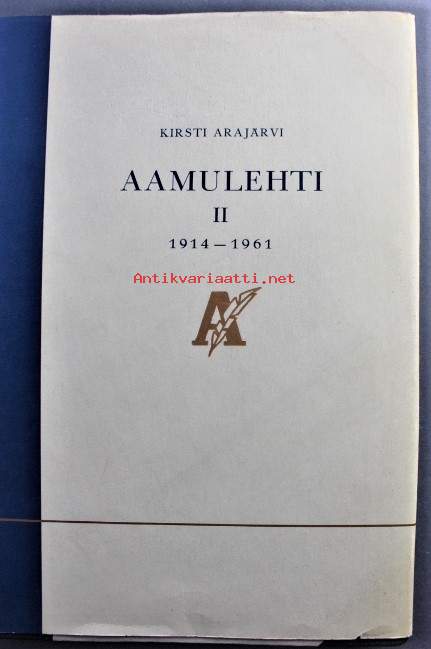 KIRSTI ARAJÄRVI
AAMULEHTI
II
1914 — 1961
Antikvariaatti.net
A